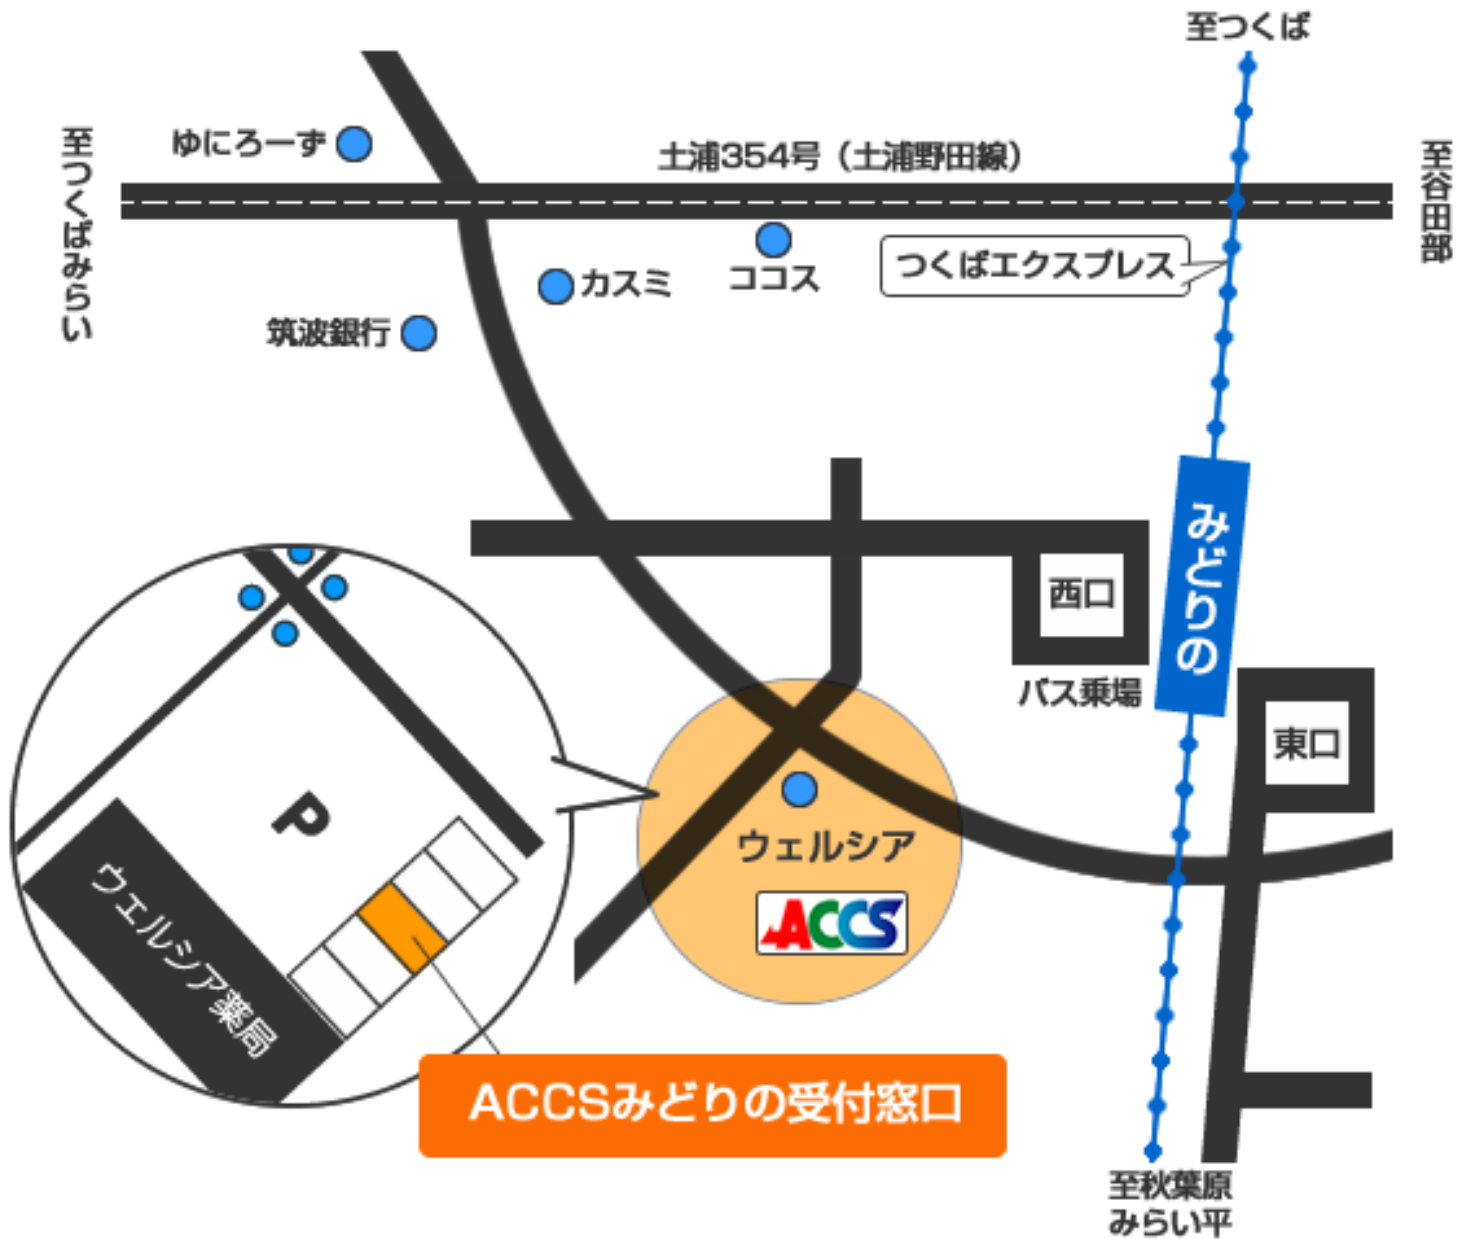 至つくば
至つくばみらい
ゆにろーず
土浦354号（土浦野田線）
至谷田部
つくばエクスプレス
カスミ
ココス
筑波銀行
みどりの
西口
バス乗場
東口
P
ウェルシア
ACCS
ウエルシア薬局
ACCSみどりの受付窓口
至秋葉原
みらい平